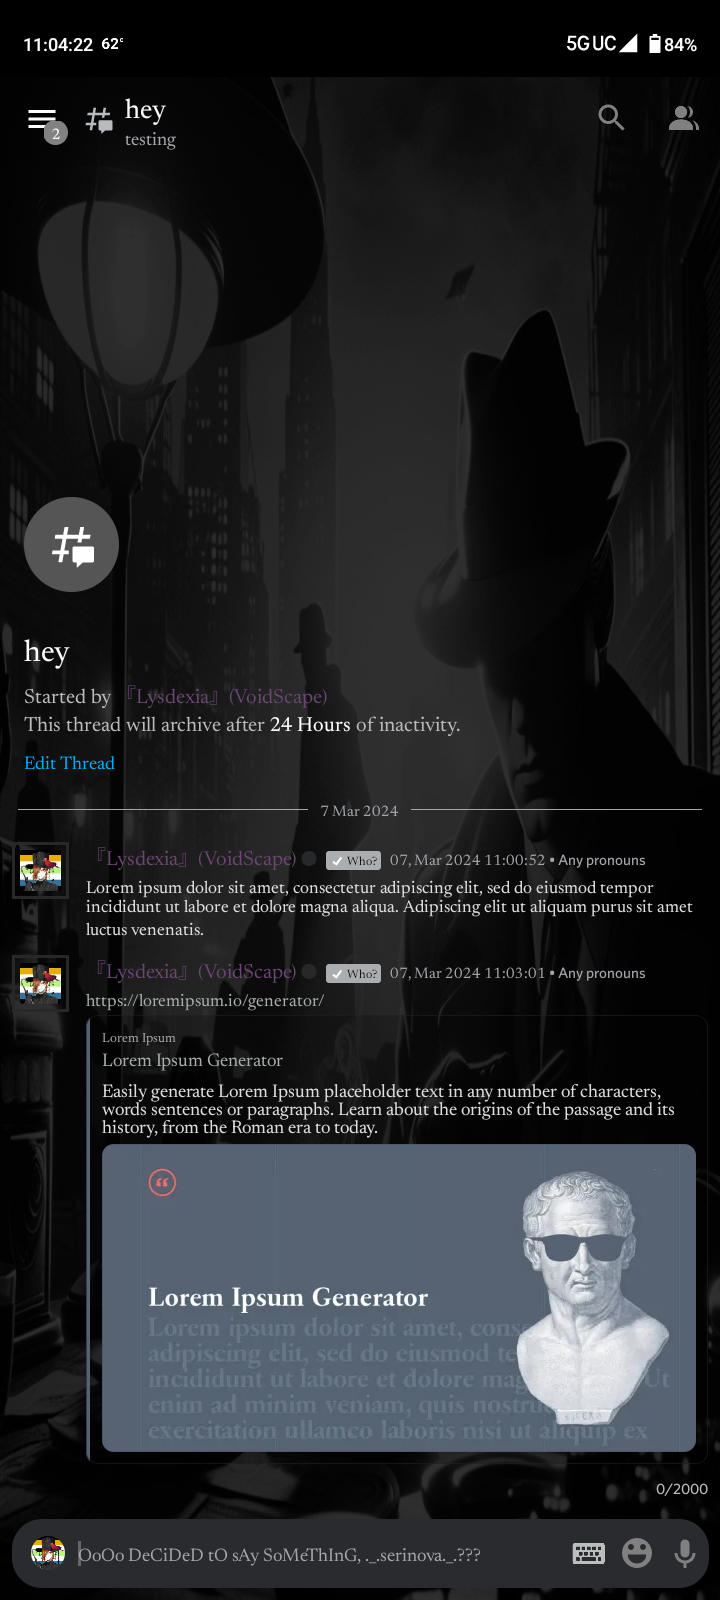 11:04:22 62°
5G UC 84%
2
hey
testing
hey
Started by 『Lysdexia』 (VoidScape)
This thread will archive after 24 Hours of inactivity.
Edit Thread
7 Mar 2024
『Lysdexia』 (VoidScape) ✔ Who? 07, Mar 2024 11:00:52 • Any pronouns
Lorem ipsum dolor sit amet, consectetur adipiscing elit, sed do eiusmod tempor
incididunt ut labore et dolore magna aliqua. Adipiscing elit ut aliquam purus sit amet
luctus venenatis.
『Lysdexia』 (VoidScape) ✔ Who? 07, Mar 2024 11:03:01 • Any pronouns
https://loremipsum.io/generator/
Lorem Ipsum
Lorem Ipsum Generator
Easily generate Lorem Ipsum placeholder text in any number of characters,
words sentences or paragraphs. Learn about the origins of the passage and its
history, from the Roman era to today.
Lorem Ipsum Generator
Lorem ipsum dolor sit amet, conse
adipiscing elit, sed do eiusmod te
incididunt ut labore et dolore mag Ut
enim ad minim veniam, quis nostru
exercitation ullamco laboris nisi ut aliquip ex
CICERO
0/2000
OoOo DeCiDeD tO sAy SoMeThInG, ._.serinova._.???